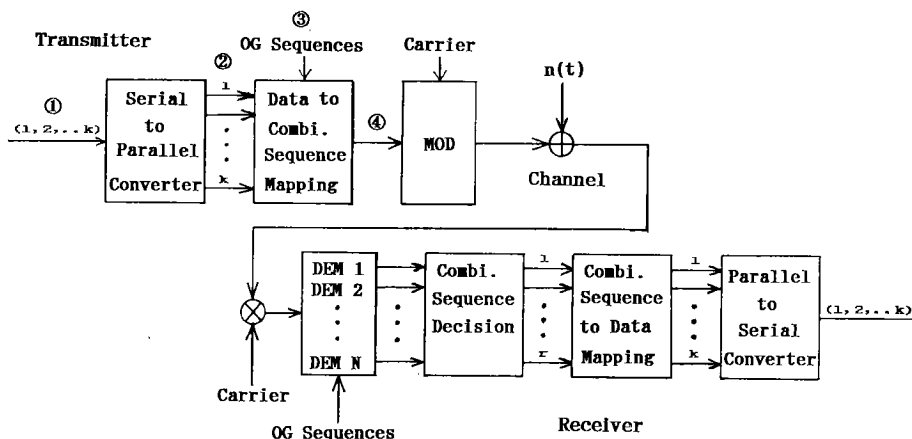 Transmitter
③
OG Sequences
Carrier
n(t)
①
(1, 2, . . k)
②
1
k
Serial
to
Parallel
Converter
Data to
Combi.
Sequence
Mapping
④
MOD
Channel
DEM 1
DEM 2
DEM N
Combi.
Sequence
Decision
1
r
Combi.
Sequence
to Data
Mapping
1
k
Parallel
to
Serial
Converter
(1, 2, . . k)
Carrier
OG Sequences
Receiver